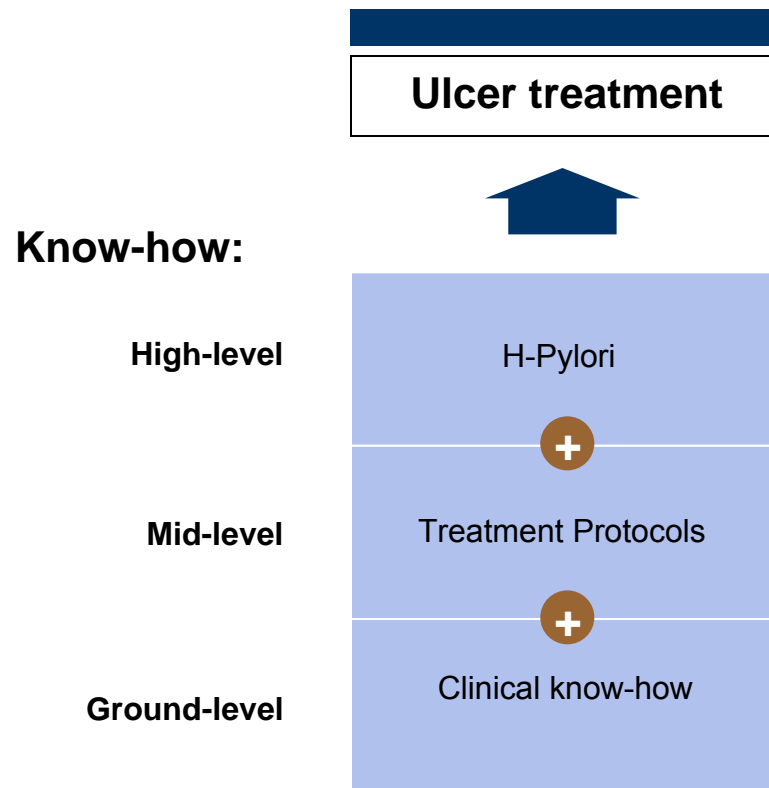 Ulcer treatment
Know-how:
High-level
H-Pylori
+
Mid-level
Treatment Protocols
+
Ground-level
Clinical know-how